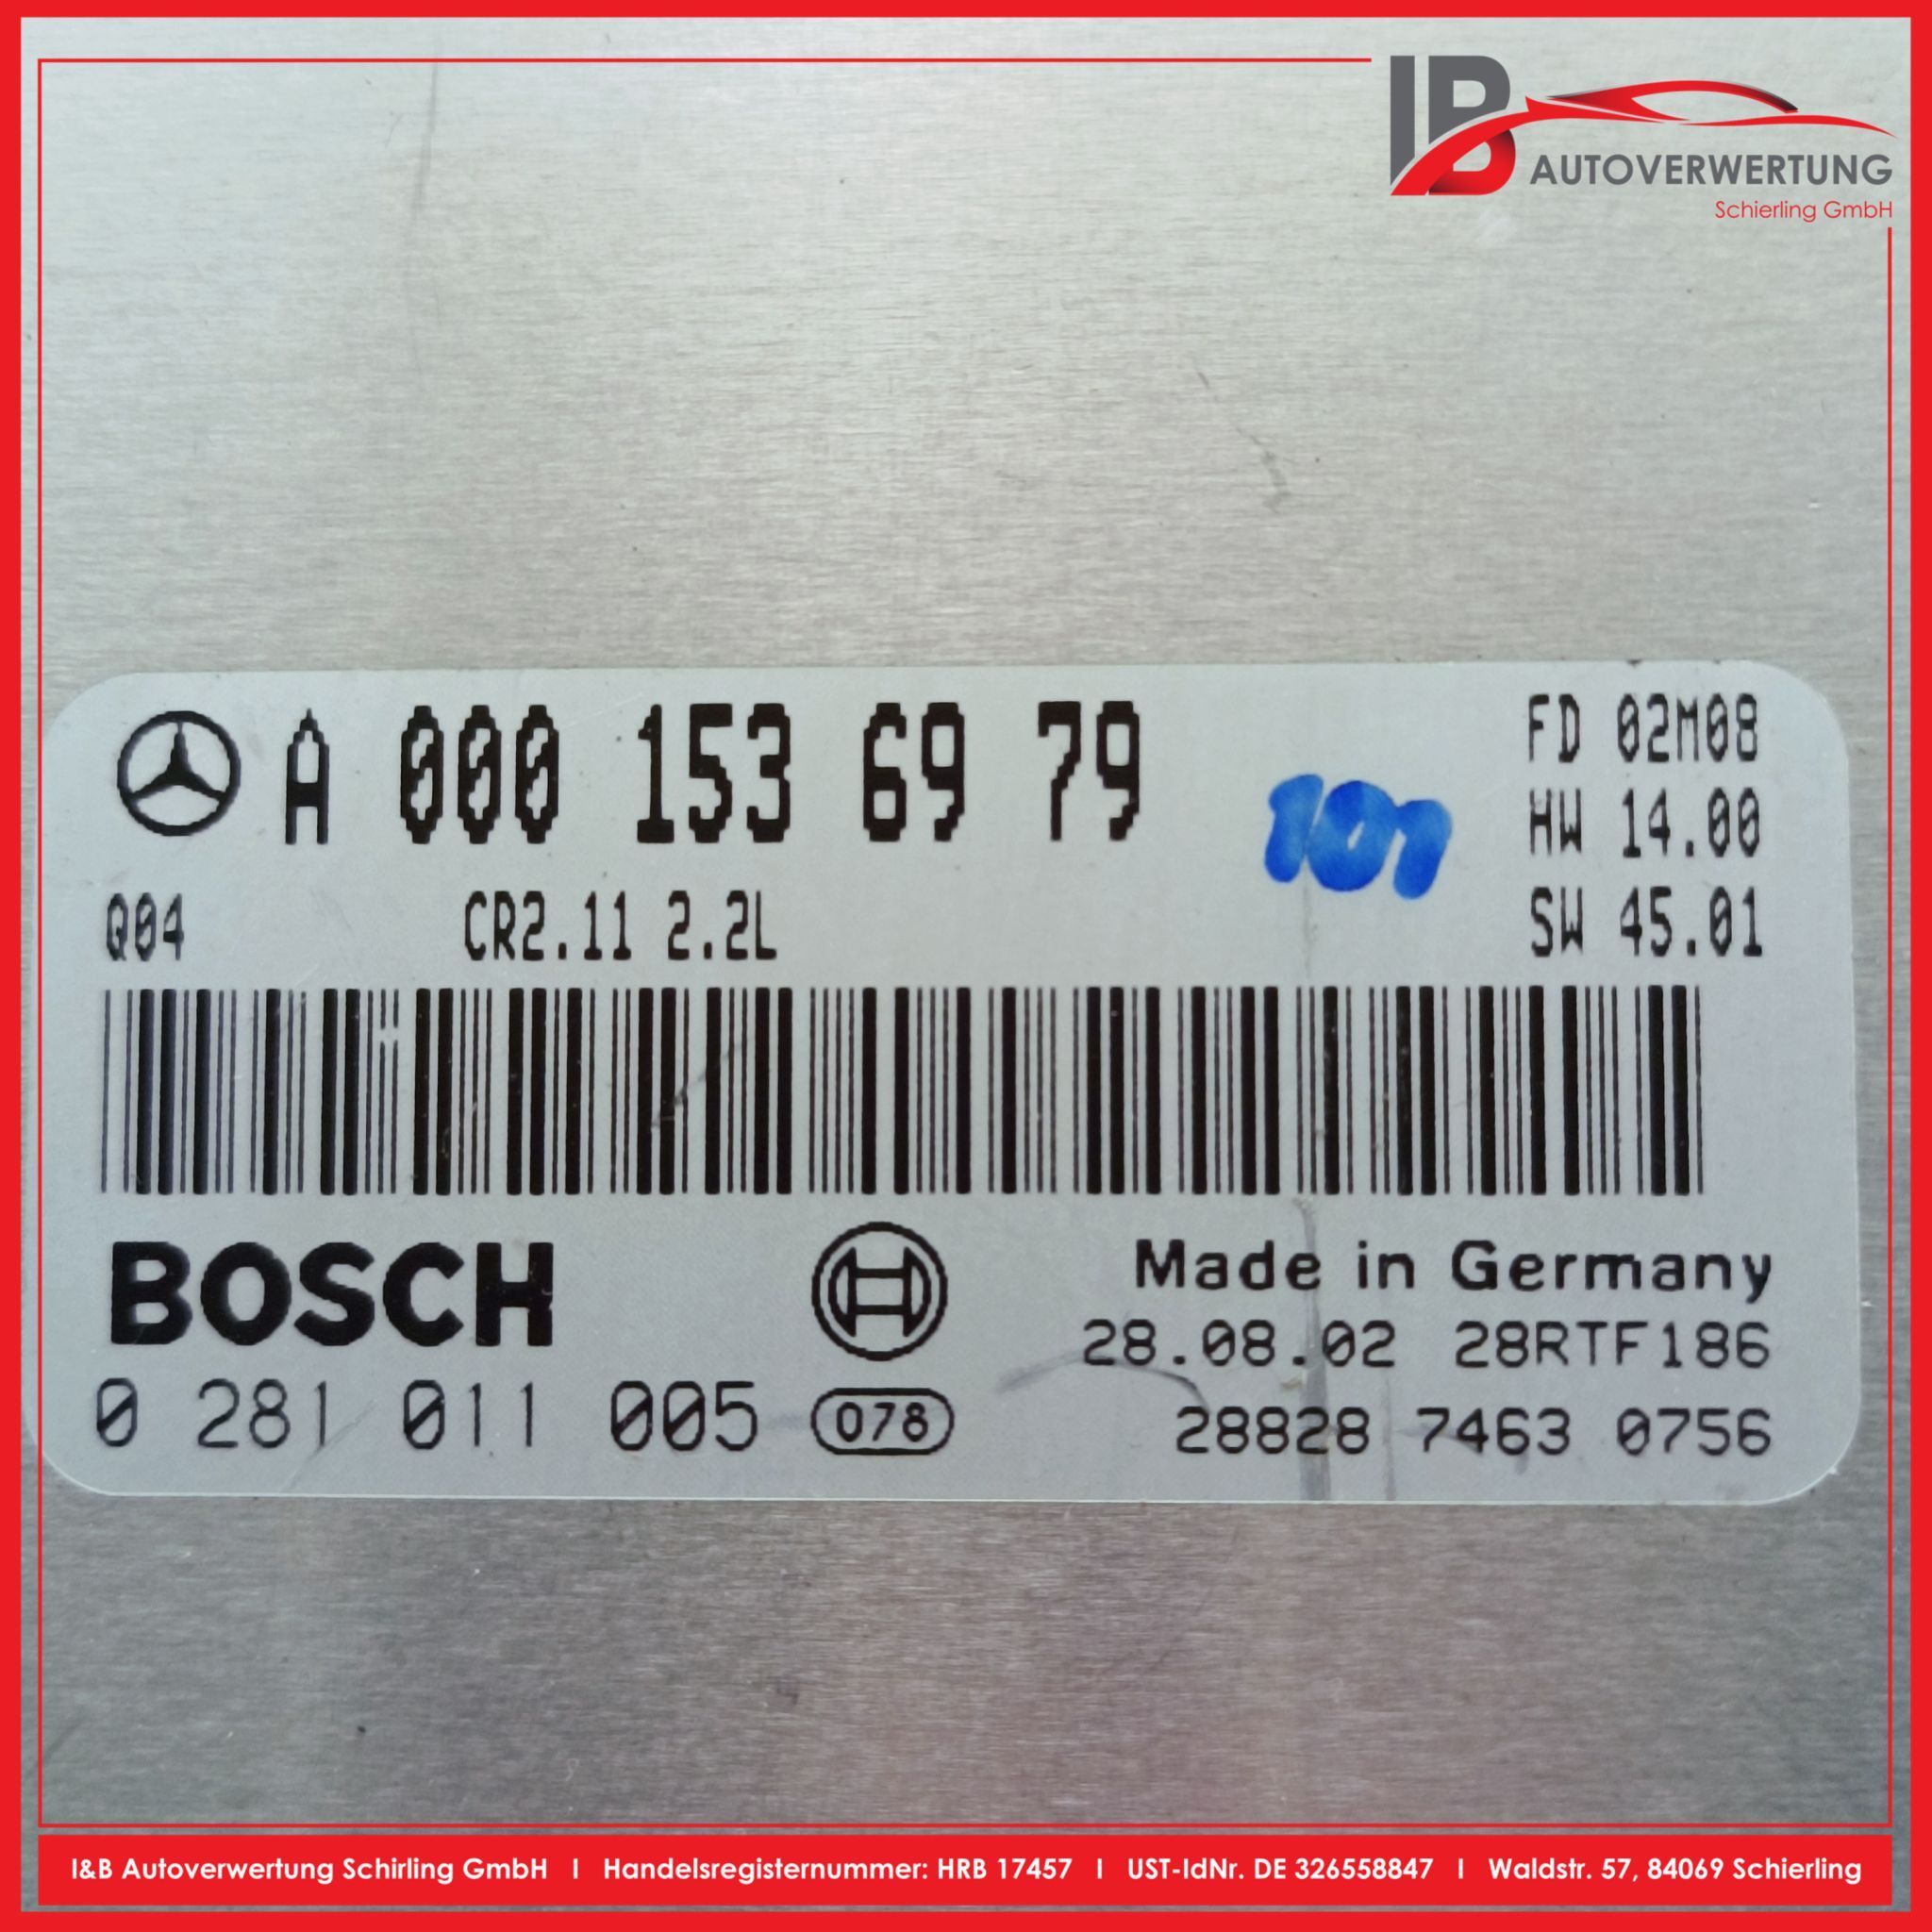 IB
AUTOVERWERTUNG
Schierling GmbH
A 000 153 69 79
101
FD 02M08
HW 14.00
Q04 CR2.11 2.2L
SW 45.01
BOSCH
Made in Germany
28.08.02 28RTF186
0 281 011 005 078
28828 7463 0756
I&B Autoverwertung Schirling GmbH I Handelsregisternummer: HRB 17457 I UST-IdNr. DE 326558847 I Waldstr. 57, 84069 Schierling